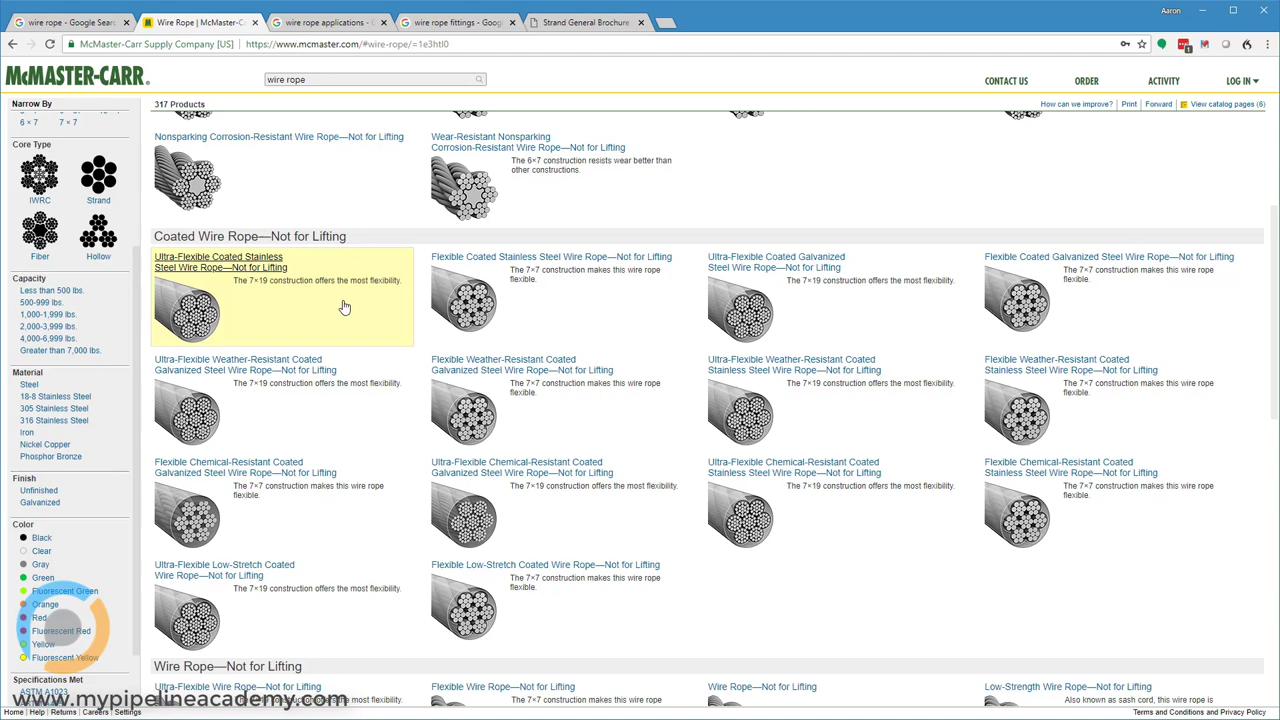 wire rope - Google Sear
Wire Rope | McMaster-C
wire rope applications - G
wire rope fittings - Goog
Strand General Brochure
Aaron
McMaster-Carr Supply Company [US]
https://www.mcmaster.com/#wire-rope/=1e3htl0
McMASTER-CARR.
wire rope
CONTACT US
ORDER
ACTIVITY
LOG IN
Narrow By
317 Products
How can we improve?
Print
Forward
View catalog pages (6)
6 × 7
7 × 7
Core Type
IWRC
Strand
Fiber
Hollow
Capacity
Less than 500 lbs.
500-999 lbs.
1,000-1,999 lbs.
2,000-3,999 lbs.
4,000-6,999 lbs.
Greater than 7,000 lbs.
Material
Steel
18-8 Stainless Steel
305 Stainless Steel
316 Stainless Steel
Iron
Nickel Copper
Phosphor Bronze
Finish
Unfinished
Galvanized
Color
Black
Clear
Gray
Green
Fluorescent Green
Orange
Red
Fluorescent Red
Yellow
Fluorescent Yellow
Specifications Met
ASTM A1023
Nonsparking Corrosion-Resistant Wire Rope—Not for Lifting
Wear-Resistant Nonsparking
Corrosion-Resistant Wire Rope—Not for Lifting
The 6×7 construction resists wear better than
other constructions.
Coated Wire Rope—Not for Lifting
Ultra-Flexible Coated Stainless
Steel Wire Rope—Not for Lifting
The 7×19 construction offers the most flexibility.
Flexible Coated Stainless Steel Wire Rope—Not for Lifting
The 7×7 construction makes this wire rope
flexible.
Ultra-Flexible Coated Galvanized
Steel Wire Rope—Not for Lifting
The 7×19 construction offers the most flexibility.
Flexible Coated Galvanized Steel Wire Rope—Not for Lifting
The 7×7 construction makes this wire rope
flexible.
Ultra-Flexible Weather-Resistant Coated
Galvanized Steel Wire Rope—Not for Lifting
The 7×19 construction offers the most flexibility.
Flexible Weather-Resistant Coated
Galvanized Steel Wire Rope—Not for Lifting
The 7×7 construction makes this wire rope
flexible.
Ultra-Flexible Weather-Resistant Coated
Stainless Steel Wire Rope—Not for Lifting
The 7×19 construction offers the most flexibility.
Flexible Weather-Resistant Coated
Stainless Steel Wire Rope—Not for Lifting
The 7×7 construction makes this wire rope
flexible.
Flexible Chemical-Resistant Coated
Galvanized Steel Wire Rope—Not for Lifting
The 7×7 construction makes this wire rope
flexible.
Ultra-Flexible Chemical-Resistant Coated
Galvanized Steel Wire Rope—Not for Lifting
The 7×19 construction offers the most flexibility.
Ultra-Flexible Chemical-Resistant Coated
Stainless Steel Wire Rope—Not for Lifting
The 7×19 construction offers the most flexibility.
Flexible Chemical-Resistant Coated
Stainless Steel Wire Rope—Not for Lifting
The 7×7 construction makes this wire rope
flexible.
Ultra-Flexible Low-Stretch Coated
Wire Rope—Not for Lifting
The 7×19 construction offers the most flexibility.
Flexible Low-Stretch Coated Wire Rope—Not for Lifting
The 7×7 construction makes this wire rope
flexible.
Wire Rope—Not for Lifting
Ultra-Flexible Wire Rope—Not for Lifting
Flexible Wire Rope—Not for Lifting
The 7×7 construction makes this wire rope
Wire Rope—Not for Lifting
Low-Strength Wire Rope—Not for Lifting
Also known as sash cord, this wire rope is
www.mypipelineacademy.com
Home
Help
Returns
Careers
Settings
Terms and Conditions and Privacy Policy